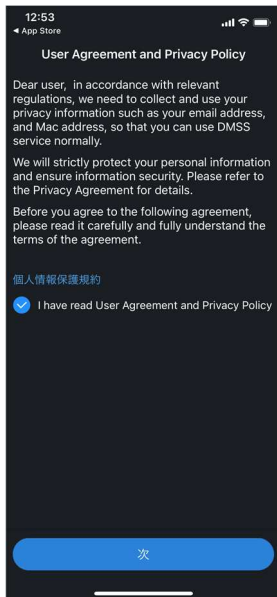 12:53
◀ App Store
User Agreement and Privacy Policy
Dear user, in accordance with relevant
regulations, we need to collect and use your
privacy information such as your email address,
and Mac address, so that you can use DMSS
service normally.
We will strictly protect your personal information
and ensure information security. Please refer to
the Privacy Agreement for details.
Before you agree to the following agreement,
please read it carefully and fully understand the
terms of the agreement.
個人情報保護規約
I have read User Agreement and Privacy Policy
次